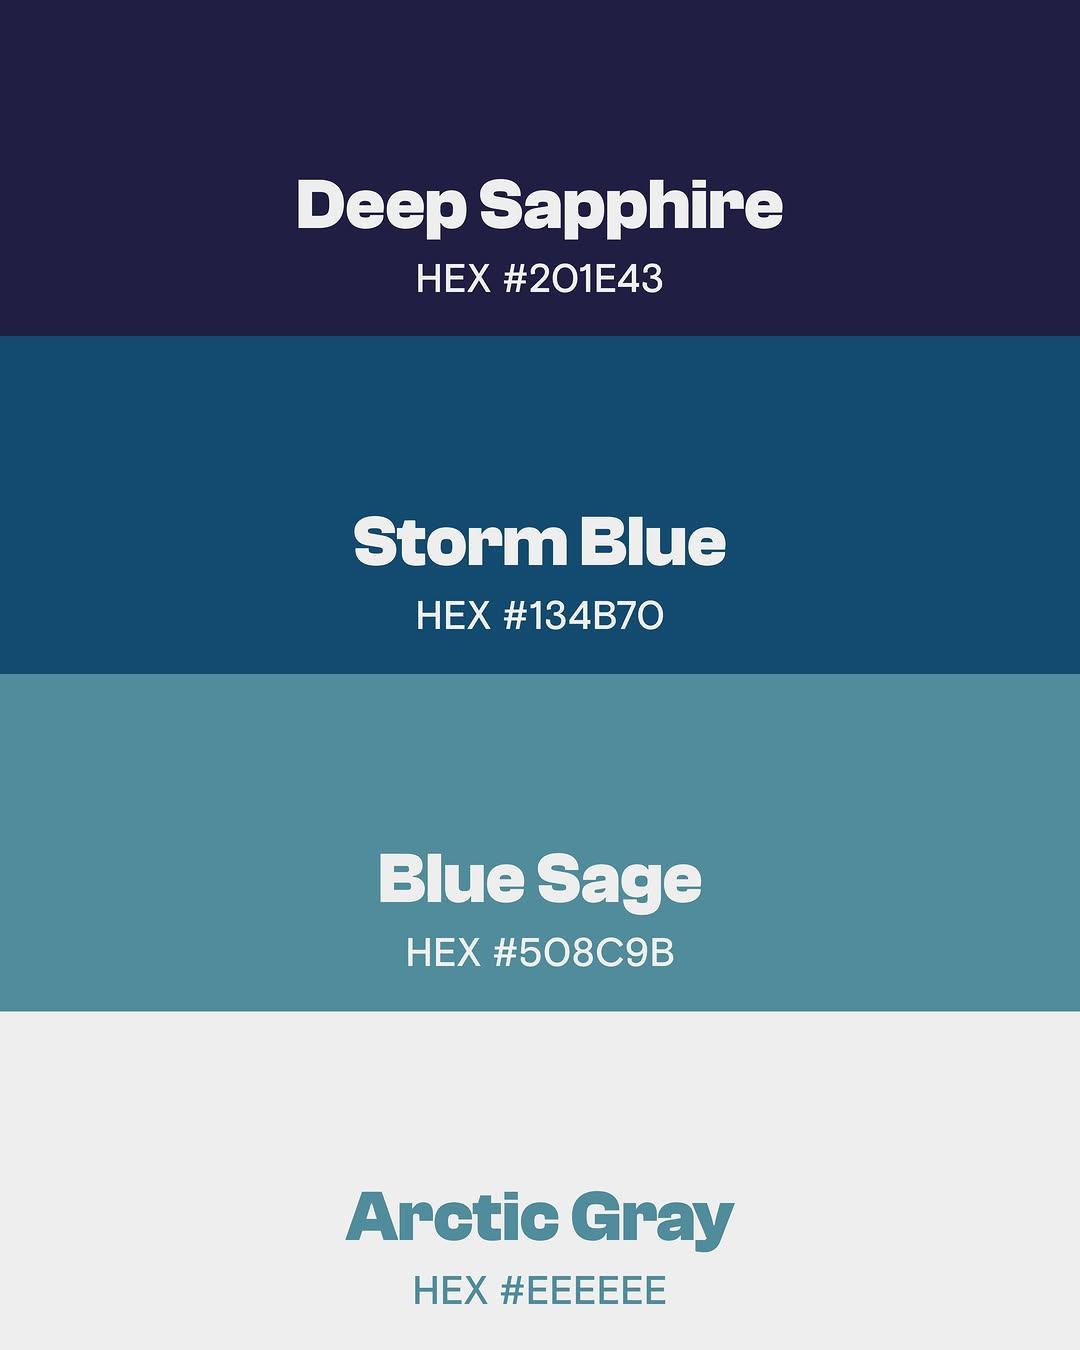 Deep Sapphire
HEX #201E43
Storm Blue
HEX #134B70
Blue Sage
HEX #508C9B
Arctic Gray
HEX #EEEEEE